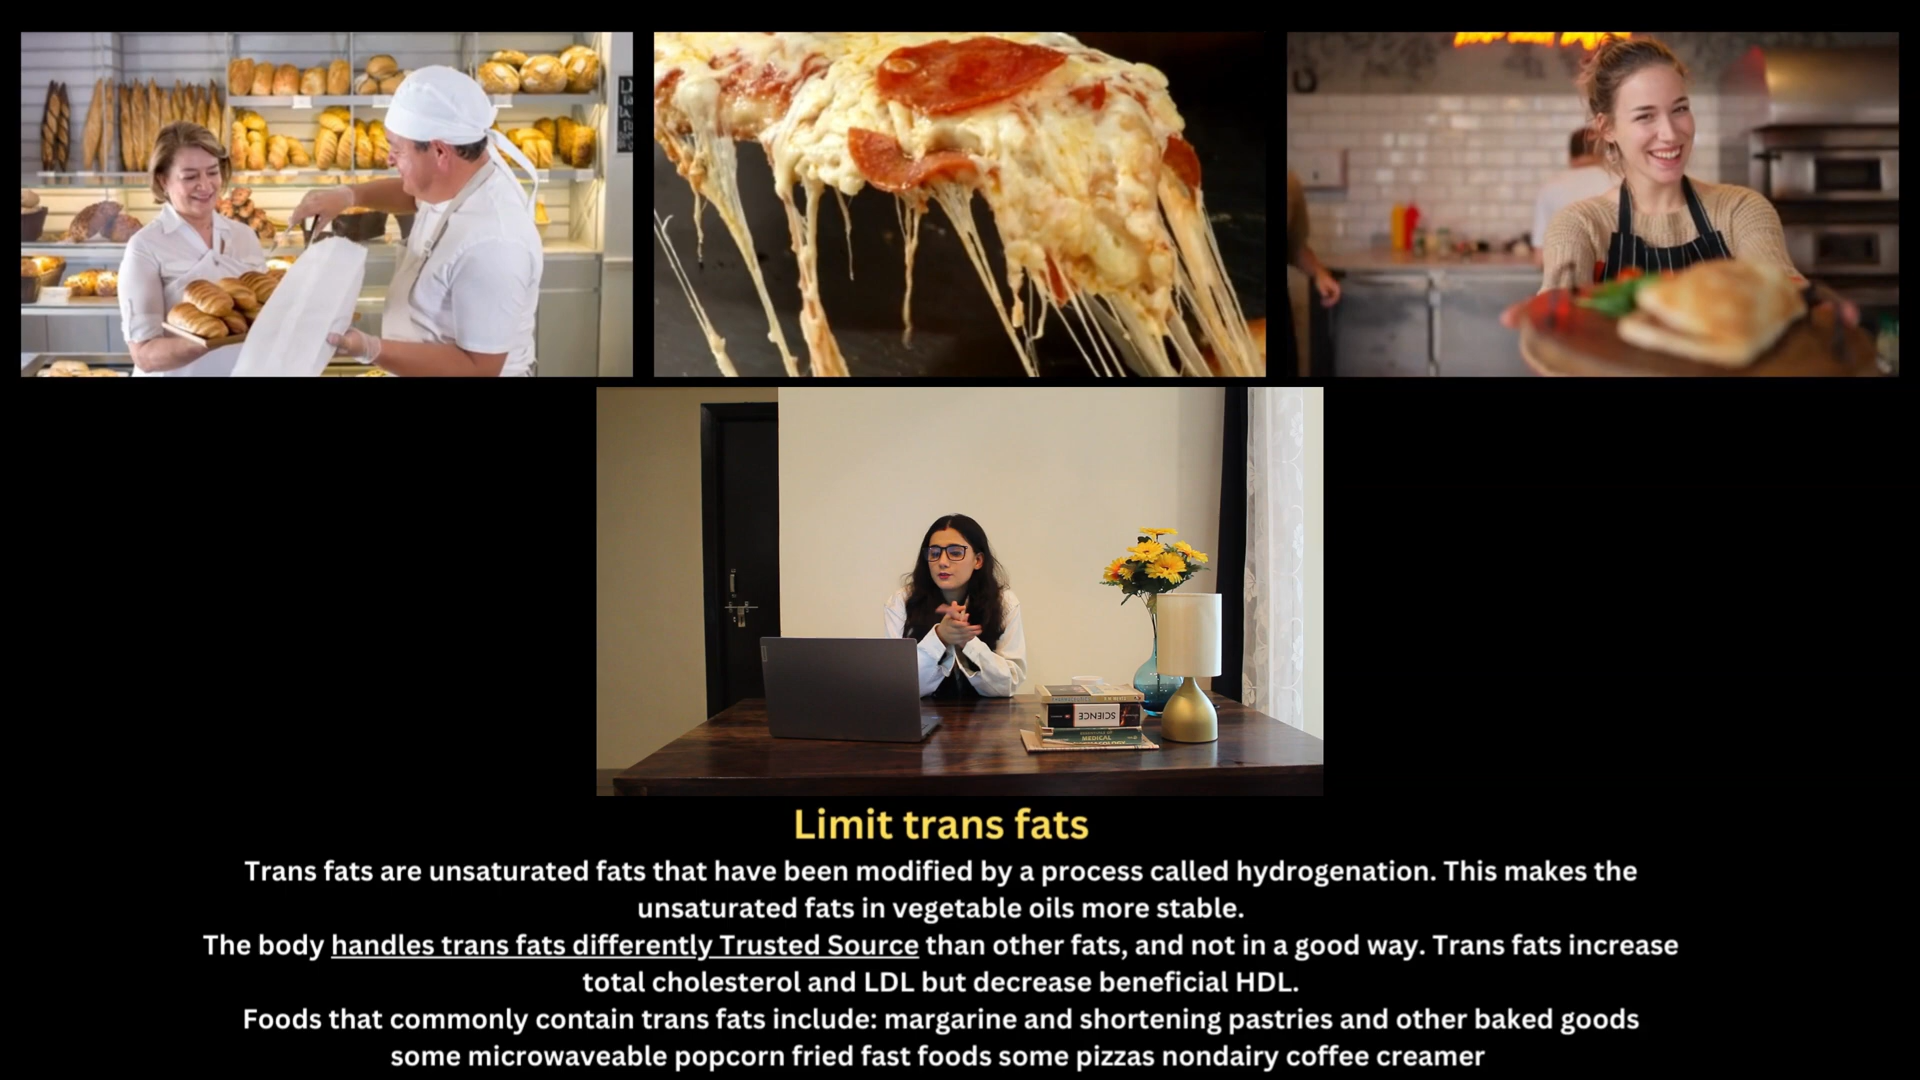 SCIENCE
MEDICAL
Limit trans fats
Trans fats are unsaturated fats that have been modified by a process called hydrogenation. This makes the
unsaturated fats in vegetable oils more stable.
The body handles trans fats differently Trusted Source than other fats, and not in a good way. Trans fats increase
total cholesterol and LDL but decrease beneficial HDL.
Foods that commonly contain trans fats include: margarine and shortening pastries and other baked goods
some microwaveable popcorn fried fast foods some pizzas nondairy coffee creamer